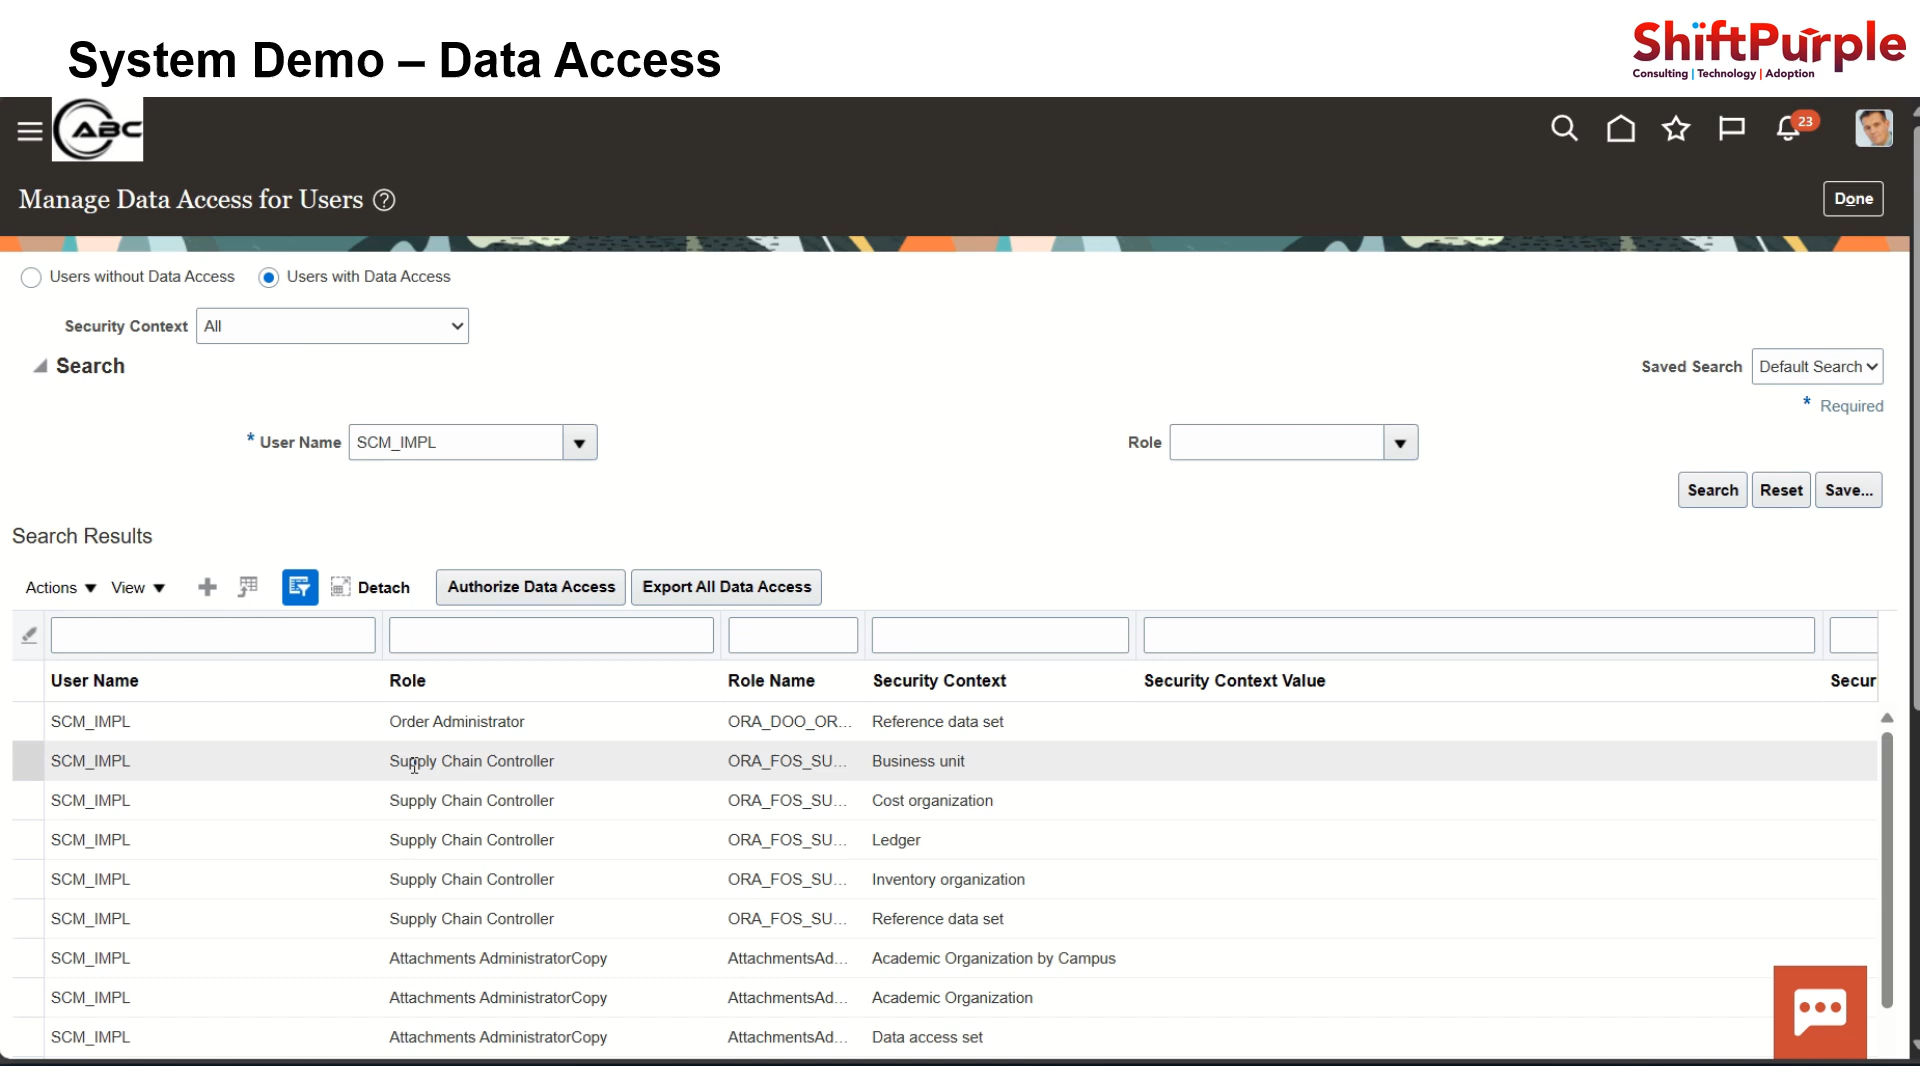 System Demo – Data Access
ShiftPurple
Consulting | Technology | Adoption
ABC
23
Manage Data Access for Users
Done
Users without Data Access Users with Data Access
Security Context All
Search
Saved Search Default Search
* Required
* User Name SCM_IMPL Role
Search Reset Save...
Search Results
Actions View Detach Authorize Data Access Export All Data Access
User Name Role Role Name Security Context Security Context Value Secur
SCM_IMPL Order Administrator ORA_DOO_OR... Reference data set
SCM_IMPL Supply Chain Controller ORA_FOS_SU... Business unit
SCM_IMPL Supply Chain Controller ORA_FOS_SU... Cost organization
SCM_IMPL Supply Chain Controller ORA_FOS_SU... Ledger
SCM_IMPL Supply Chain Controller ORA_FOS_SU... Inventory organization
SCM_IMPL Supply Chain Controller ORA_FOS_SU... Reference data set
SCM_IMPL Attachments AdministratorCopy AttachmentsAd... Academic Organization by Campus
SCM_IMPL Attachments AdministratorCopy AttachmentsAd... Academic Organization
SCM_IMPL Attachments AdministratorCopy AttachmentsAd... Data access set